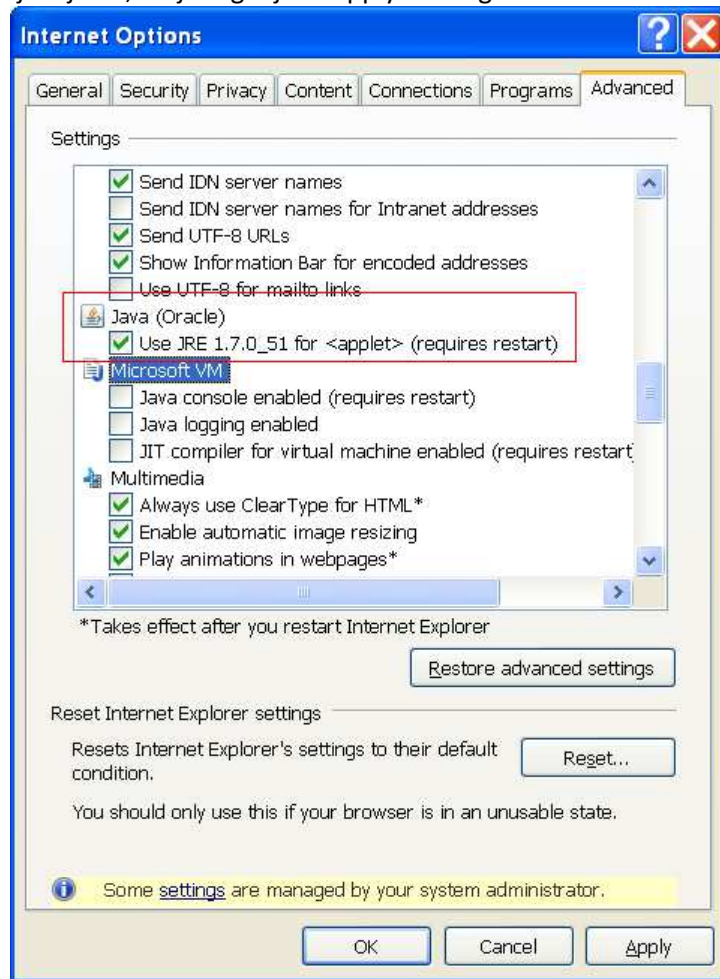 Internet Options
General Security Privacy Content Connections Programs Advanced
Settings
Send IDN server names
Send IDN server names for Intranet addresses
Send UTF-8 URLs
Show Information Bar for encoded addresses
Use UTF-8 for mailto links
Java (Oracle)
Use JRE 1.7.0_51 for <applet> (requires restart)
Microsoft VM
Java console enabled (requires restart)
Java logging enabled
JIT compiler for virtual machine enabled (requires restart
Multimedia
Always use ClearType for HTML*
Enable automatic image resizing
Play animations in webpages*
*Takes effect after you restart Internet Explorer
Restore advanced settings
Reset Internet Explorer settings
Resets Internet Explorer's settings to their default
condition.
Reset...
You should only use this if your browser is in an unusable state.
Some settings are managed by your system administrator.
OK Cancel Apply